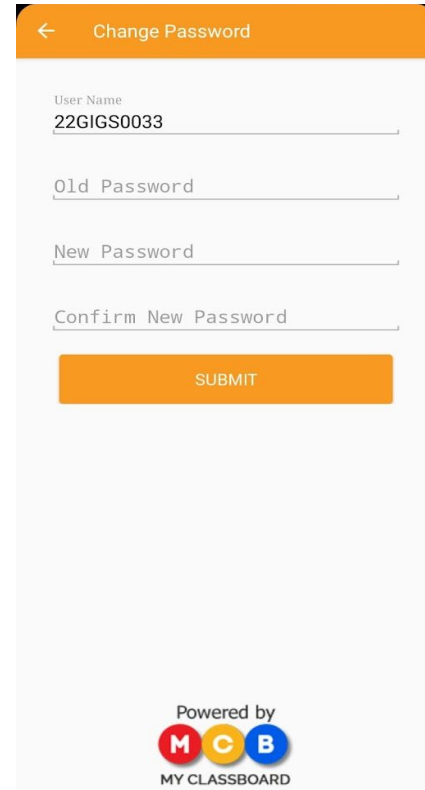 Change Password
User Name
22GIGS0033
Old Password
New Password
Confirm New Password
SUBMIT
Powered by
M C B
MY CLASSBOARD